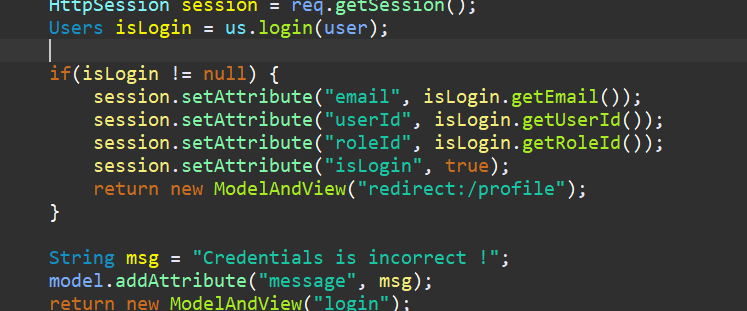 HttpSession session = req.getSession();
Users isLogin = us.login(user);
if(isLogin != null) {
session.setAttribute("email", isLogin.getEmail());
session.setAttribute("userId", isLogin.getUserId());
session.setAttribute("roleId", isLogin.getRoleId());
session.setAttribute("isLogin", true);
return new ModelAndView("redirect:/profile");
}
String msg = "Credentials is incorrect !";
model.addAttribute("message", msg);
return new ModelAndView("login");